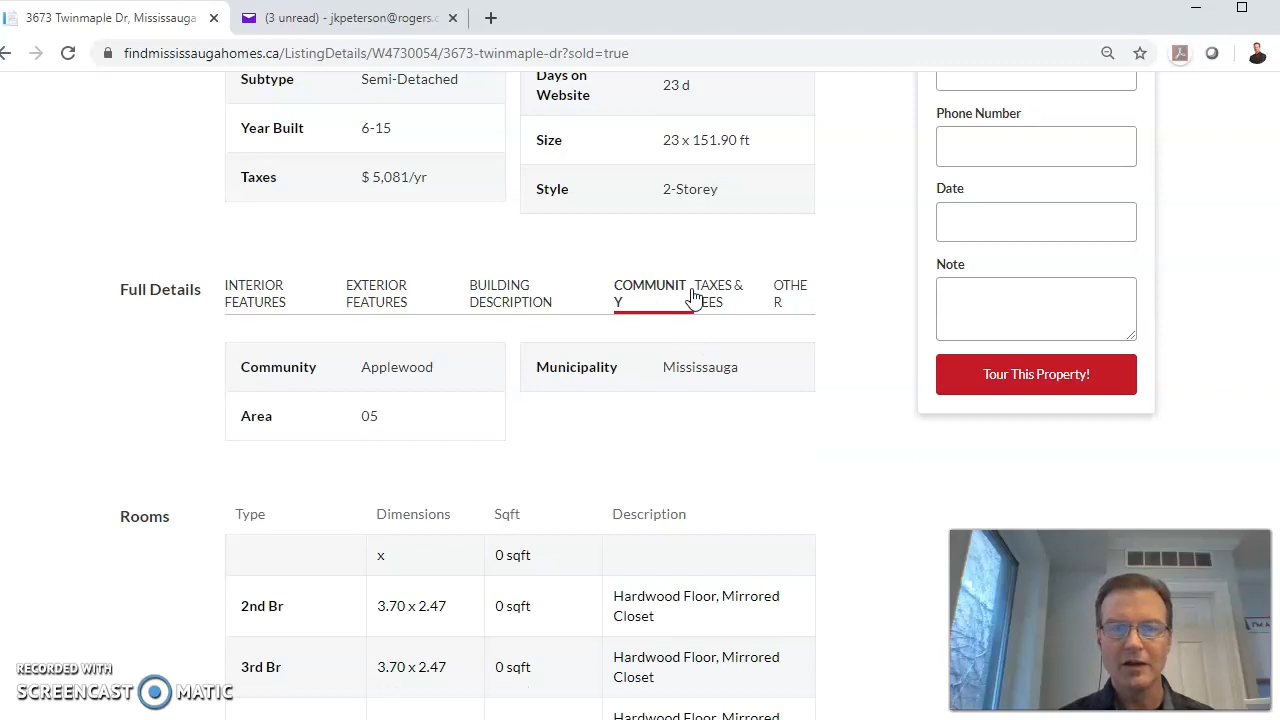 3673 Twinmaple Dr, Mississauga
(3 unread) - jkpeterson@rogers.c
findmississaugahomes.ca/ListingDetails/W4730054/3673-twinmaple-dr?sold=true
Subtype Semi-Detached
Days on
Website 23 d
Year Built 6-15
Size 23 x 151.90 ft
Taxes $ 5,081/yr
Style 2-Storey
Phone Number
Date
Note
Tour This Property!
Full Details
INTERIOR
FEATURES
EXTERIOR
FEATURES
BUILDING
DESCRIPTION
COMMUNIT
Y
TAXES &
EES
OTHE
R
Community Applewood
Municipality Mississauga
Area 05
Rooms
Type Dimensions Sqft Description
x 0 sqft
2nd Br 3.70 x 2.47 0 sqft Hardwood Floor, Mirrored
Closet
3rd Br 3.70 x 2.47 0 sqft Hardwood Floor, Mirrored
Closet
Hardwood Floor, Mirrored
RECORDED WITH
SCREENCAST MATIC